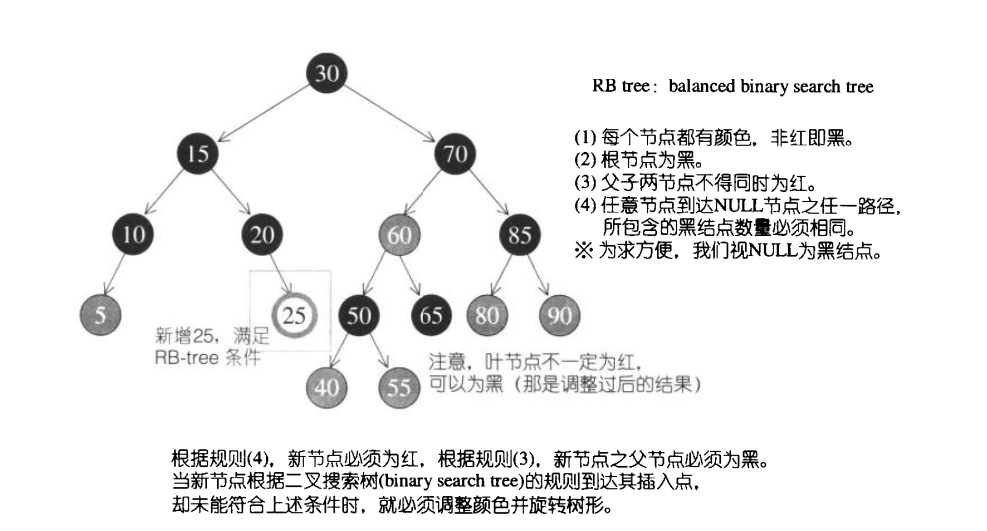 30
RB tree：balanced binary search tree
(1) 每个节点都有颜色，非红即黑。
15
70
(2) 根节点为黑。
(3) 父子两节点不得同时为红。
(4) 任意节点到达NULL节点之任一路径，
所包含的黑结点数量必须相同。
※ 为求方便，我们视NULL为黑结点。
10
20
60
85
5
25
50
65
80
90
新增25，满足
RB-tree 条件
注意，叶节点不一定为红，
可以为黑（那是调整过后的结果）
40
55
根据规则(4)，新节点必须为红，根据规则(3)，新节点之父节点必须为黑。
当新节点根据二叉搜索树(binary search tree)的规则到达其插入点，
却未能符合上述条件时，就必须调整颜色并旋转树形。